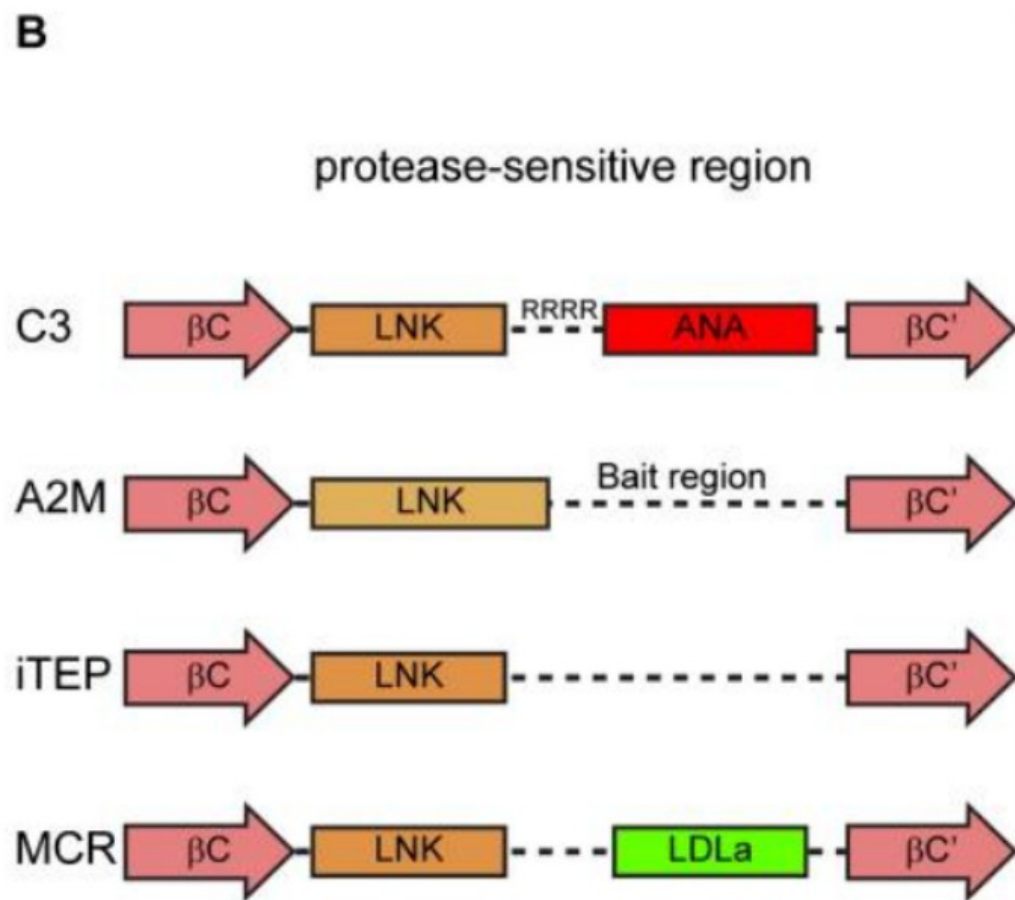 B
protease-sensitive region
C3 βC LNK RRRR ANA βC'
A2M βC LNK Bait region βC'
iTEP βC LNK βC'
MCR βC LNK LDLa βC'